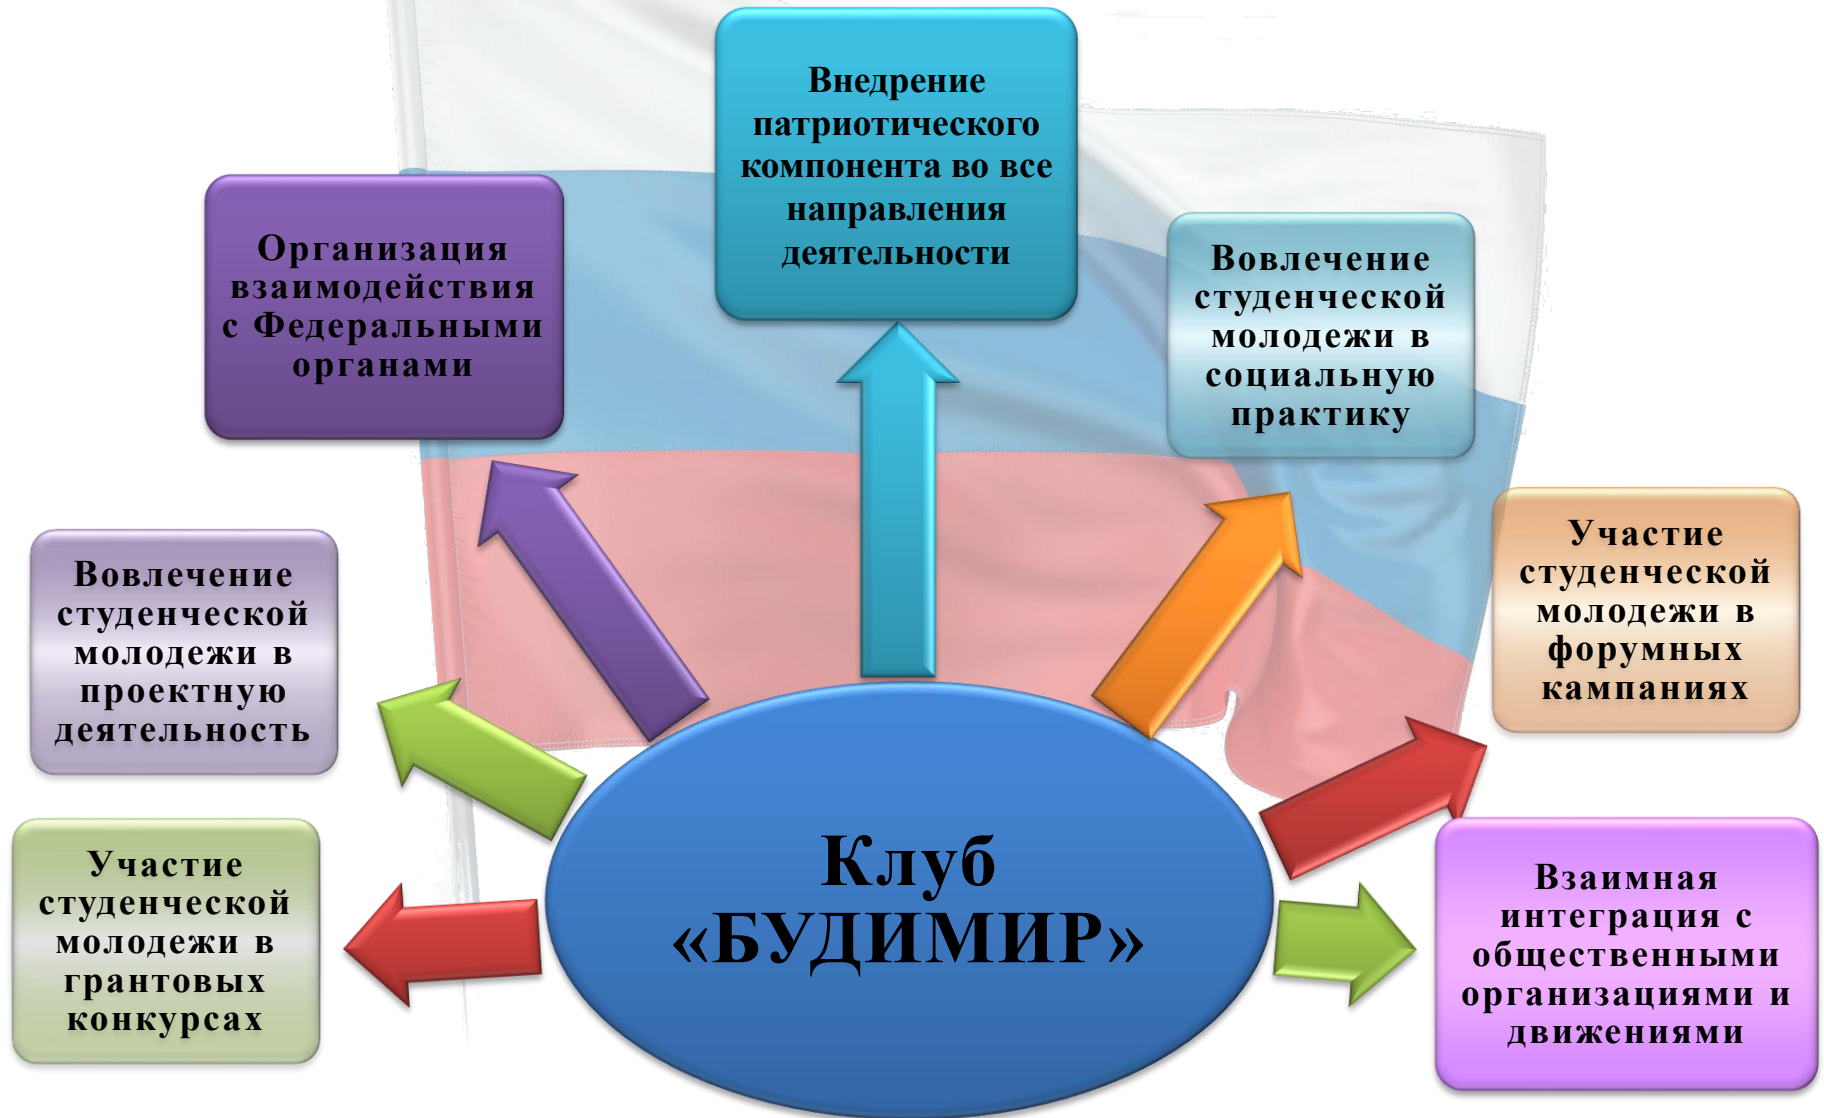 Внедрение
патриотического
компонента во все
направления
деятельности
Организация
взаимодействия
с Федеральными
органами
Вовлечение
студенческой
молодежи в
социальную
практику
Вовлечение
студенческой
молодежи в
проектную
деятельность
Участие
студенческой
молодежи в
форумных
кампаниях
Участие
студенческой
молодежи в
грантовых
конкурсах
Клуб
«БУДИМИР»
Взаимная
интеграция с
общественными
организациями и
движениями